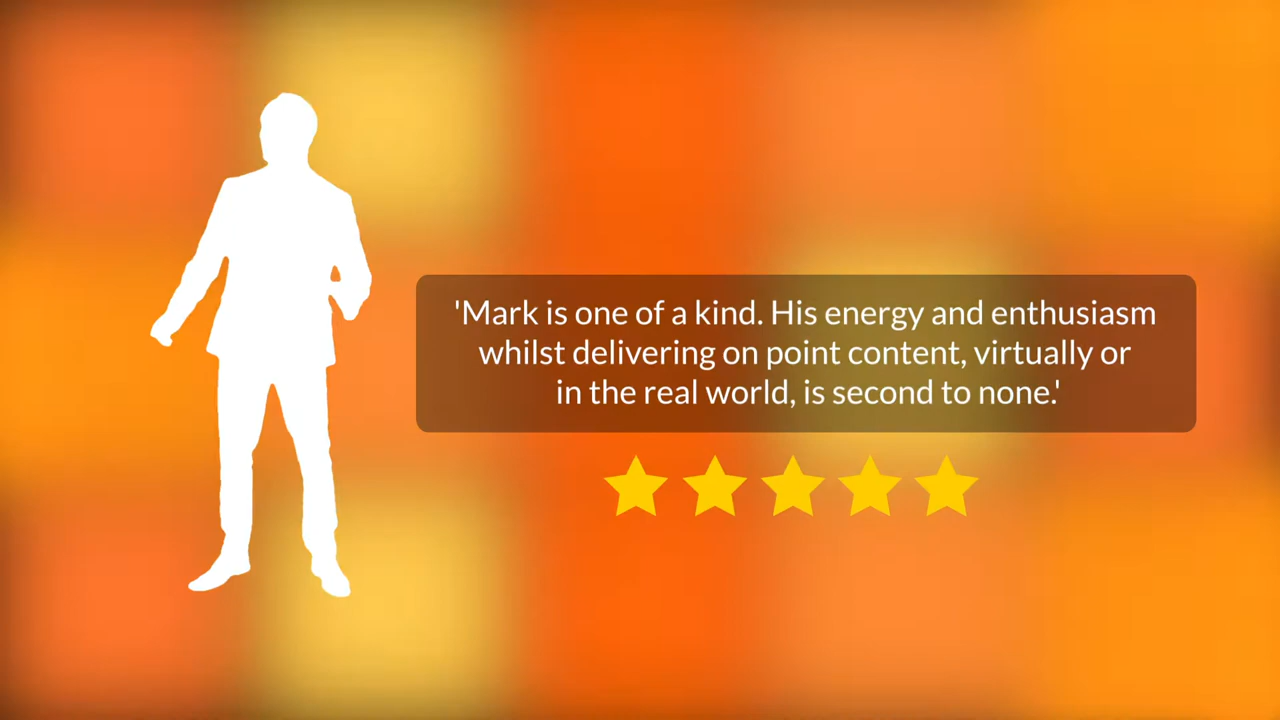 'Mark is one of a kind. His energy and enthusiasm
whilst delivering on point content, virtually or
in the real world, is second to none.'